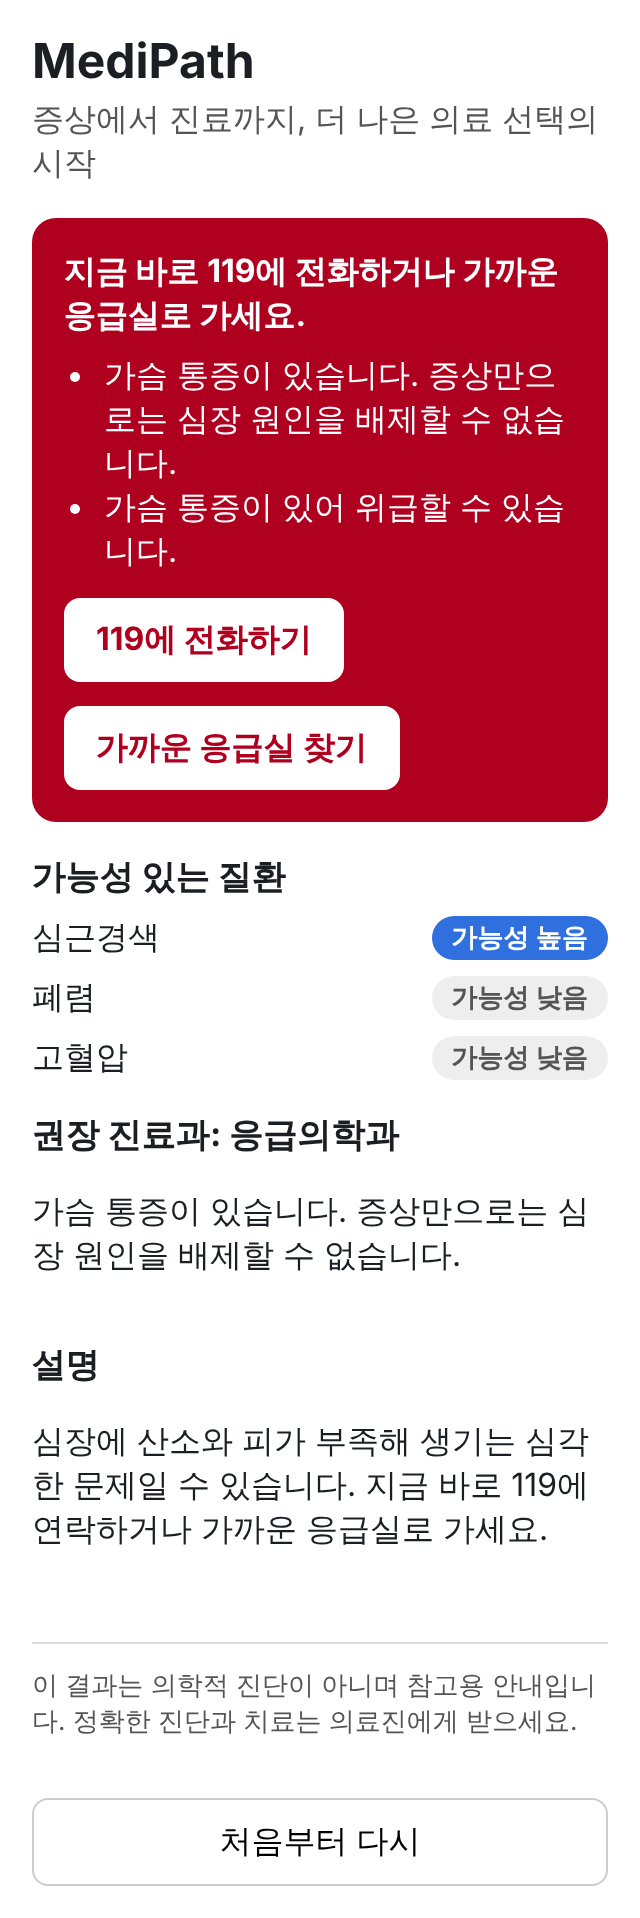 MediPath
증상에서 진료까지, 더 나은 의료 선택의
시작
지금 바로 119에 전화하거나 가까운
응급실로 가세요.
• 가슴 통증이 있습니다. 증상만으
로는 심장 원인을 배제할 수 없습
니다.
• 가슴 통증이 있어 위급할 수 있습
니다.
119에 전화하기
가까운 응급실 찾기
가능성 있는 질환
심근경색 가능성 높음
폐렴 가능성 낮음
고혈압 가능성 낮음
권장 진료과: 응급의학과
가슴 통증이 있습니다. 증상만으로는 심
장 원인을 배제할 수 없습니다.
설명
심장에 산소와 피가 부족해 생기는 심각
한 문제일 수 있습니다. 지금 바로 119에
연락하거나 가까운 응급실로 가세요.
이 결과는 의학적 진단이 아니며 참고용 안내입니
다. 정확한 진단과 치료는 의료진에게 받으세요.
처음부터 다시